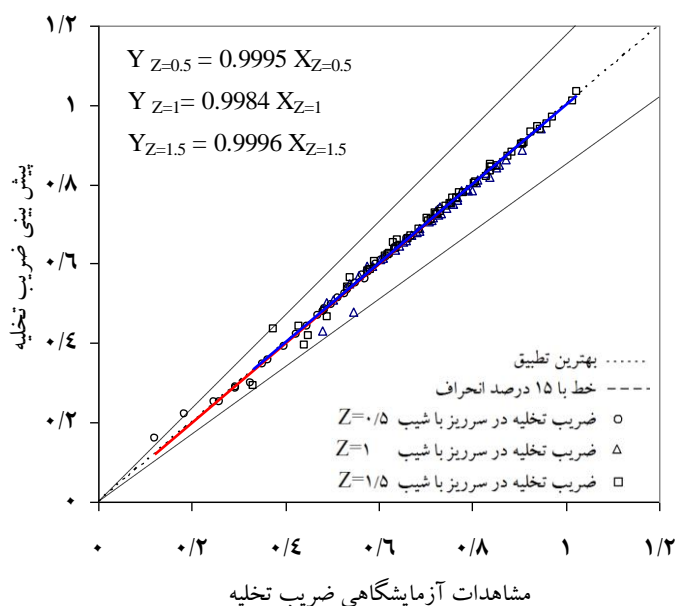 ۱/۲
۱
۰/۸
۰/۶
۰/۴
۰/۲
۰
پیش بینی ضریب تخلیه
Y Z=0.5 = 0.9995 XZ=0.5
Y Z=1= 0.9984 XZ=1
YZ=1.5 = 0.9996 XZ=1.5
بهترین تطبیق
خط با ۱۵ درصد انحراف
ضریب تخلیه در سرریز با شیب Z=۰/۵
ضریب تخلیه در سرریز با شیب Z=۱
ضریب تخلیه در سرریز با شیب Z=۱/۵
۰ ۰/۲ ۰/۴ ۰/۶ ۰/۸ ۱ ۱/۲
مشاهدات آزمایشگاهی ضریب تخلیه